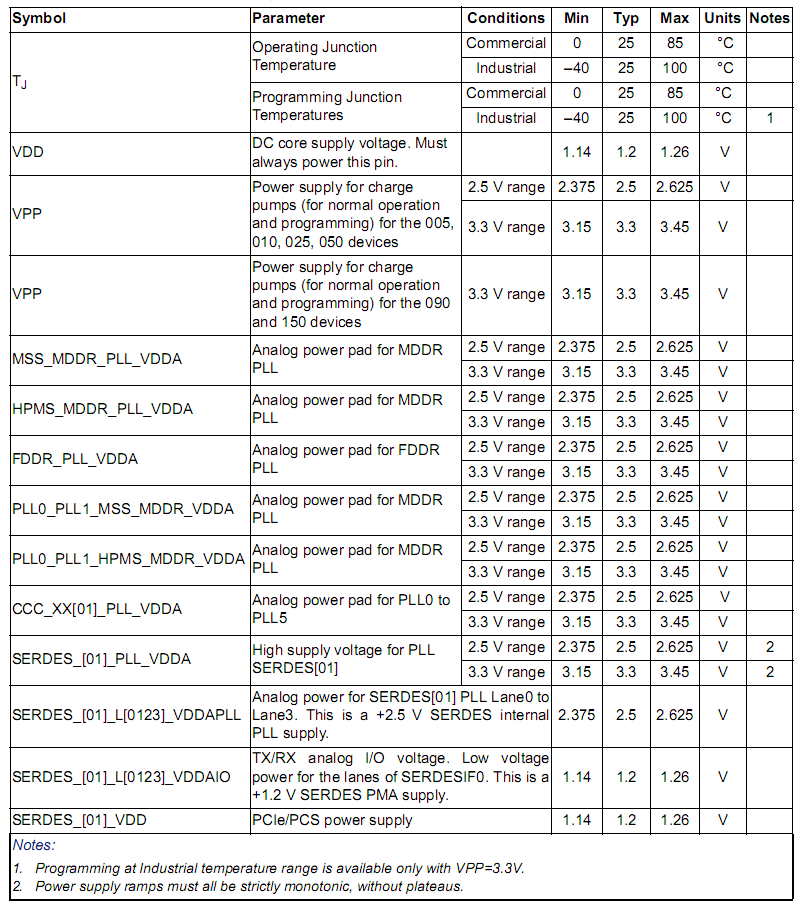 Symbol Parameter Conditions Min Typ Max Units Notes
TJ Operating Junction Temperature Commercial 0 25 85 °C
Industrial –40 25 100 °C
Programming Junction Temperatures Commercial 0 25 85 °C
Industrial –40 25 100 °C 1
VDD DC core supply voltage. Must always power this pin. 1.14 1.2 1.26 V
VPP Power supply for charge pumps (for normal operation and programming) for the 005, 010, 025, 050 devices 2.5 V range 2.375 2.5 2.625 V
3.3 V range 3.15 3.3 3.45 V
VPP Power supply for charge pumps (for normal operation and programming) for the 090 and 150 devices 3.3 V range 3.15 3.3 3.45 V
MSS_MDDR_PLL_VDDA Analog power pad for MDDR PLL 2.5 V range 2.375 2.5 2.625 V
3.3 V range 3.15 3.3 3.45 V
HPMS_MDDR_PLL_VDDA Analog power pad for MDDR PLL 2.5 V range 2.375 2.5 2.625 V
3.3 V range 3.15 3.3 3.45 V
FDDR_PLL_VDDA Analog power pad for FDDR PLL 2.5 V range 2.375 2.5 2.625 V
3.3 V range 3.15 3.3 3.45 V
PLL0_PLL1_MSS_MDDR_VDDA Analog power pad for MDDR PLL 2.5 V range 2.375 2.5 2.625 V
3.3 V range 3.15 3.3 3.45 V
PLL0_PLL1_HPMS_MDDR_VDDA Analog power pad for MDDR PLL 2.5 V range 2.375 2.5 2.625 V
3.3 V range 3.15 3.3 3.45 V
CCC_XX[01]_PLL_VDDA Analog power pad for PLL0 to PLL5 2.5 V range 2.375 2.5 2.625 V
3.3 V range 3.15 3.3 3.45 V
SERDES_[01]_PLL_VDDA High supply voltage for PLL SERDES[01] 2.5 V range 2.375 2.5 2.625 V 2
3.3 V range 3.15 3.3 3.45 V 2
SERDES_[01]_L[0123]_VDDAPLL Analog power for SERDES[01] PLL Lane0 to Lane3. This is a +2.5 V SERDES internal PLL supply. 2.375 2.5 2.625 V
SERDES_[01]_L[0123]_VDDAIO TX/RX analog I/O voltage. Low voltage power for the lanes of SERDESIF0. This is a +1.2 V SERDES PMA supply. 1.14 1.2 1.26 V
SERDES_[01]_VDD PCIe/PCS power supply 1.14 1.2 1.26 V
Notes:
1. Programming at Industrial temperature range is available only with VPP=3.3V.
2. Power supply ramps must all be strictly monotonic, without plateaus.